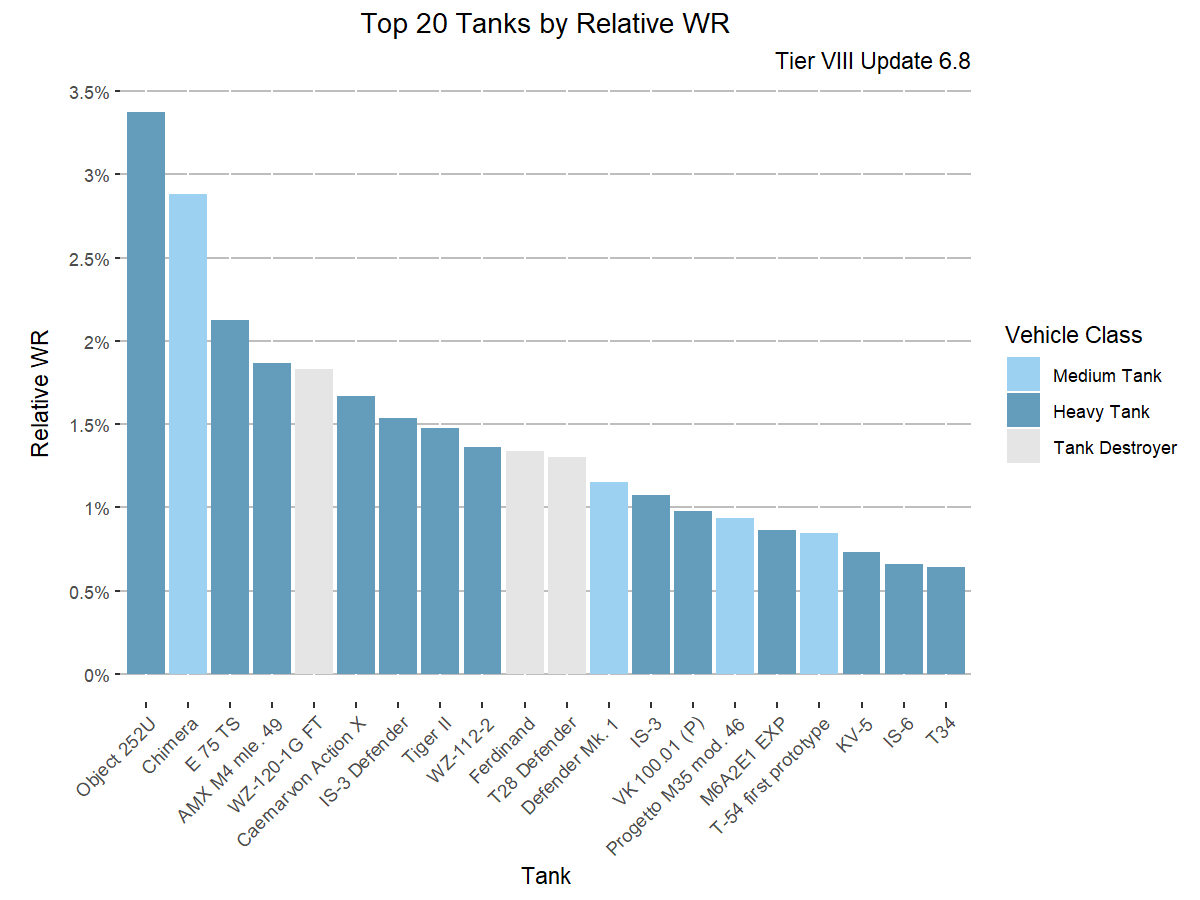 Top 20 Tanks by Relative WR
Tier VIII Update 6.8
3.5%
3%
2.5%
2%
1.5%
1%
0.5%
0%
Relative WR
Object 252U
Chimera
E 75 TS
AMX M4 mle. 49
WZ-120-1G FT
Caernarvon Action X
IS-3 Defender
Tiger II
WZ-112-2
Ferdinand
T28 Defender
Defender Mk. 1
IS-3
VK 100.01 (P)
Progetto M35 mod. 46
M6A2E1 EXP
T-54 first prototype
KV-5
IS-6
T34
Tank
Vehicle Class
Medium Tank
Heavy Tank
Tank Destroyer